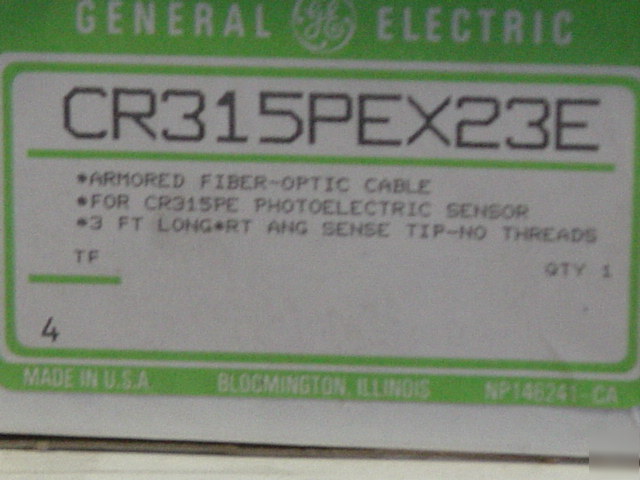 GENERAL GE ELECTRIC
CR315PEX23E
*ARMORED FIBER-OPTIC CABLE
*FOR CR315PE PHOTOELECTRIC SENSOR
*3 FT LONG*RT ANG SENSE TIP-NO THREADS
TF
QTY 1
4
MADE IN U.S.A. BLOOMINGTON, ILLINOIS NP146241-CA